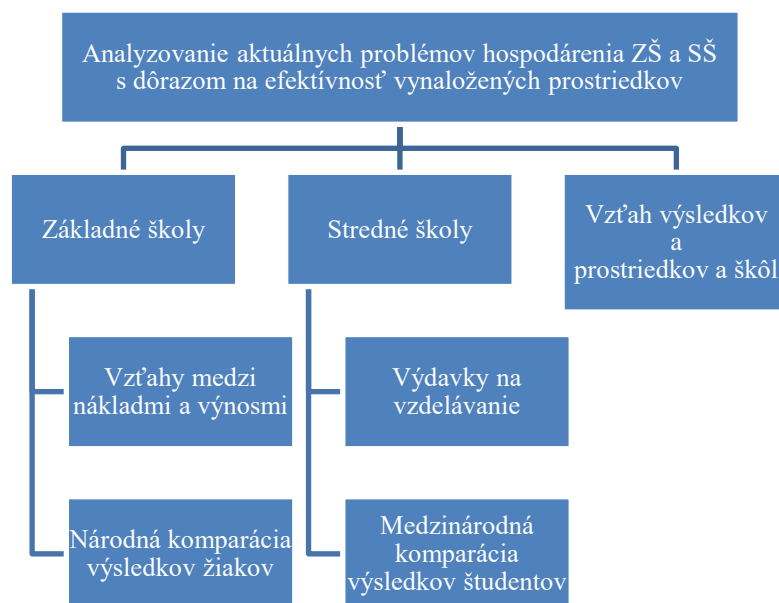 Analyzovanie aktuálnych problémov hospodárenia ZŠ a SŠ
s dôrazom na efektívnosť vynaložených prostriedkov
Základné školy
Stredné školy
Vzťah výsledkov
a
prostriedkov a škôl
Vzťahy medzi
nákladmi a výnosmi
Výdavky na
vzdelávanie
Národná komparácia
výsledkov žiakov
Medzinárodná
komparácia
výsledkov študentov